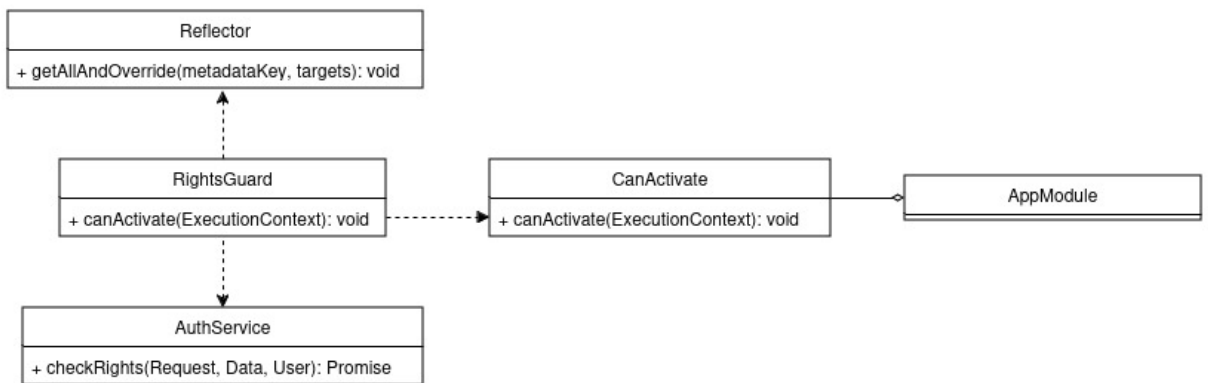 Reflector
+ getAllAndOverride(metadataKey, targets): void
RightsGuard
+ canActivate(ExecutionContext): void
CanActivate
+ canActivate(ExecutionContext): void
AppModule
AuthService
+ checkRights(Request, Data, User): Promise